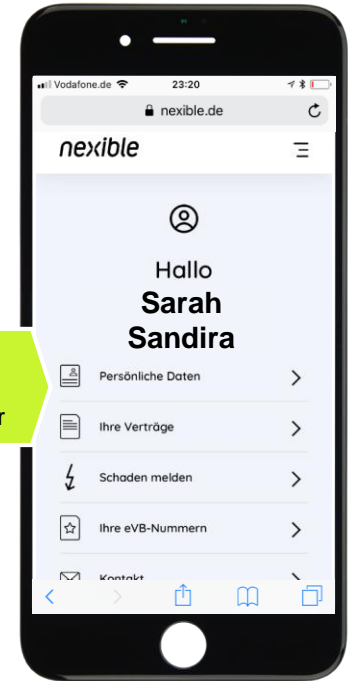 Vodafone.de 23:20
nexible.de
nexible
Hallo
Sarah
Sandira
Persönliche Daten
r
Ihre Verträge
Schaden melden
Ihre eVB-Nummern
Kontakt